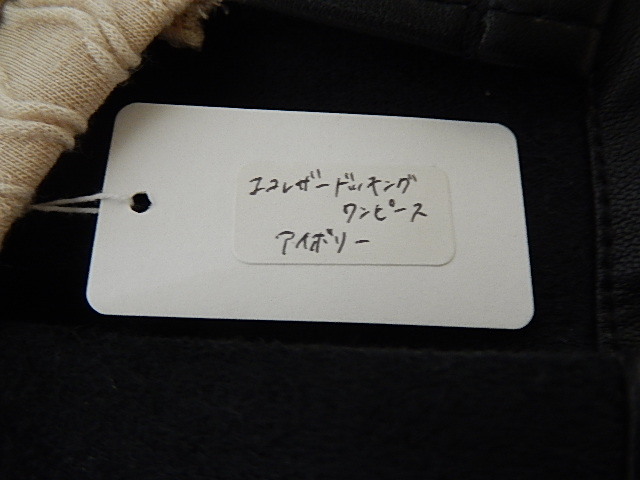 エコレザードッキング
ワンピース
アイボリー